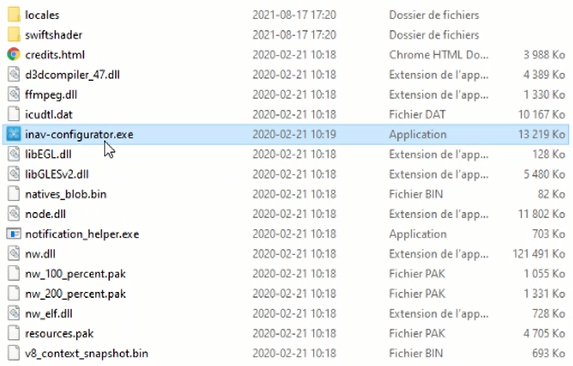 locales 2021-08-17 17:20 Dossier de fichiers
swiftshader 2021-08-17 17:20 Dossier de fichiers
credits.html 2020-02-21 10:18 Chrome HTML Do... 3 988 Ko
d3dcompiler_47.dll 2020-02-21 10:18 Extension de l'app... 4 389 Ko
ffmpeg.dll 2020-02-21 10:18 Extension de l'app... 1 330 Ko
icudtl.dat 2020-02-21 10:18 Fichier DAT 10 167 Ko
inav-configurator.exe 2020-02-21 10:19 Application 13 219 Ko
libEGL.dll 2020-02-21 10:18 Extension de l'app... 128 Ko
libGLESv2.dll 2020-02-21 10:18 Extension de l'app... 5 480 Ko
natives_blob.bin 2020-02-21 10:18 Fichier BIN 82 Ko
node.dll 2020-02-21 10:18 Extension de l'app... 11 802 Ko
notification_helper.exe 2020-02-21 10:18 Application 703 Ko
nw.dll 2020-02-21 10:18 Extension de l'app... 121 491 Ko
nw_100_percent.pak 2020-02-21 10:18 Fichier PAK 1 055 Ko
nw_200_percent.pak 2020-02-21 10:18 Fichier PAK 1 331 Ko
nw_elf.dll 2020-02-21 10:18 Extension de l'app... 728 Ko
resources.pak 2020-02-21 10:18 Fichier PAK 4 705 Ko
v8_context_snapshot.bin 2020-02-21 10:18 Fichier BIN 693 Ko